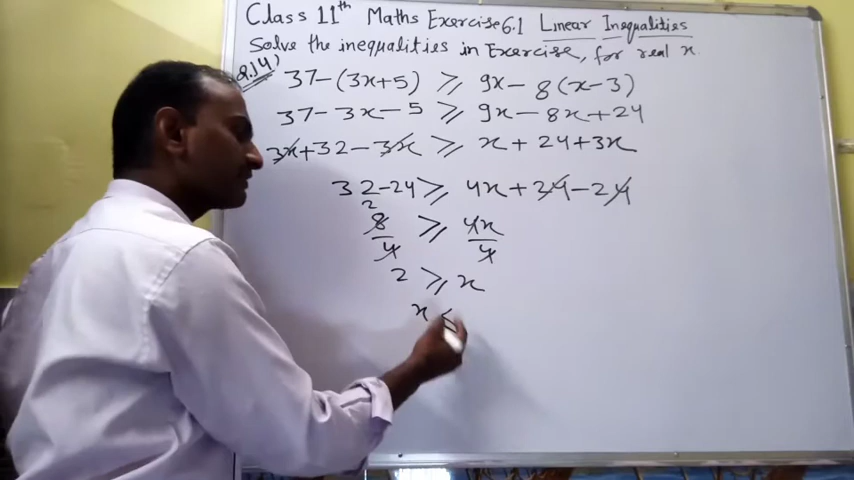 Class 11th Maths Exercise 6.1 Linear Inequalities
Solve the inequalities in Exercise, for real x.
Q.14) 37-(3x+5) ⩾ 9x-8(x-3)
37-3x-5 ⩾ 9x-8x+24
3x+32-3x ⩾ x+24+3x
32-24 ⩾ 4x+24-24
2
8/4 ⩾ 4x/4
2 ⩾ x
x ⩽